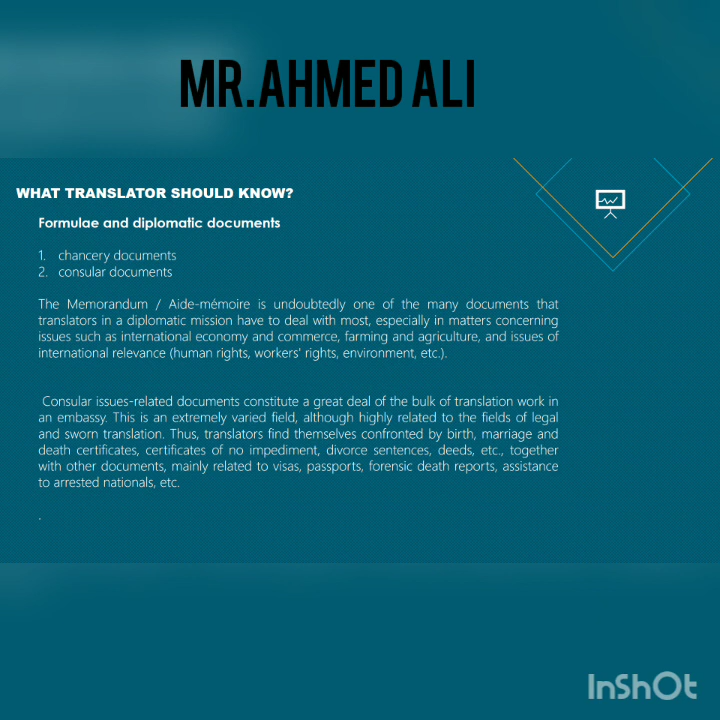 MR.AHMED ALI
WHAT TRANSLATOR SHOULD KNOW?
Formulae and diplomatic documents
1. chancery documents
2. consular documents
The Memorandum / Aide-mémoire is undoubtedly one of the many documents that
translators in a diplomatic mission have to deal with most, especially in matters concerning
issues such as international economy and commerce, farming and agriculture, and issues of
international relevance (human rights, workers' rights, environment, etc.).
Consular issues-related documents constitute a great deal of the bulk of translation work in
an embassy. This is an extremely varied field, although highly related to the fields of legal
and sworn translation. Thus, translators find themselves confronted by birth, marriage and
death certificates, certificates of no impediment, divorce sentences, deeds, etc., together
with other documents, mainly related to visas, passports, forensic death reports, assistance
to arrested nationals, etc.
.
InShOt